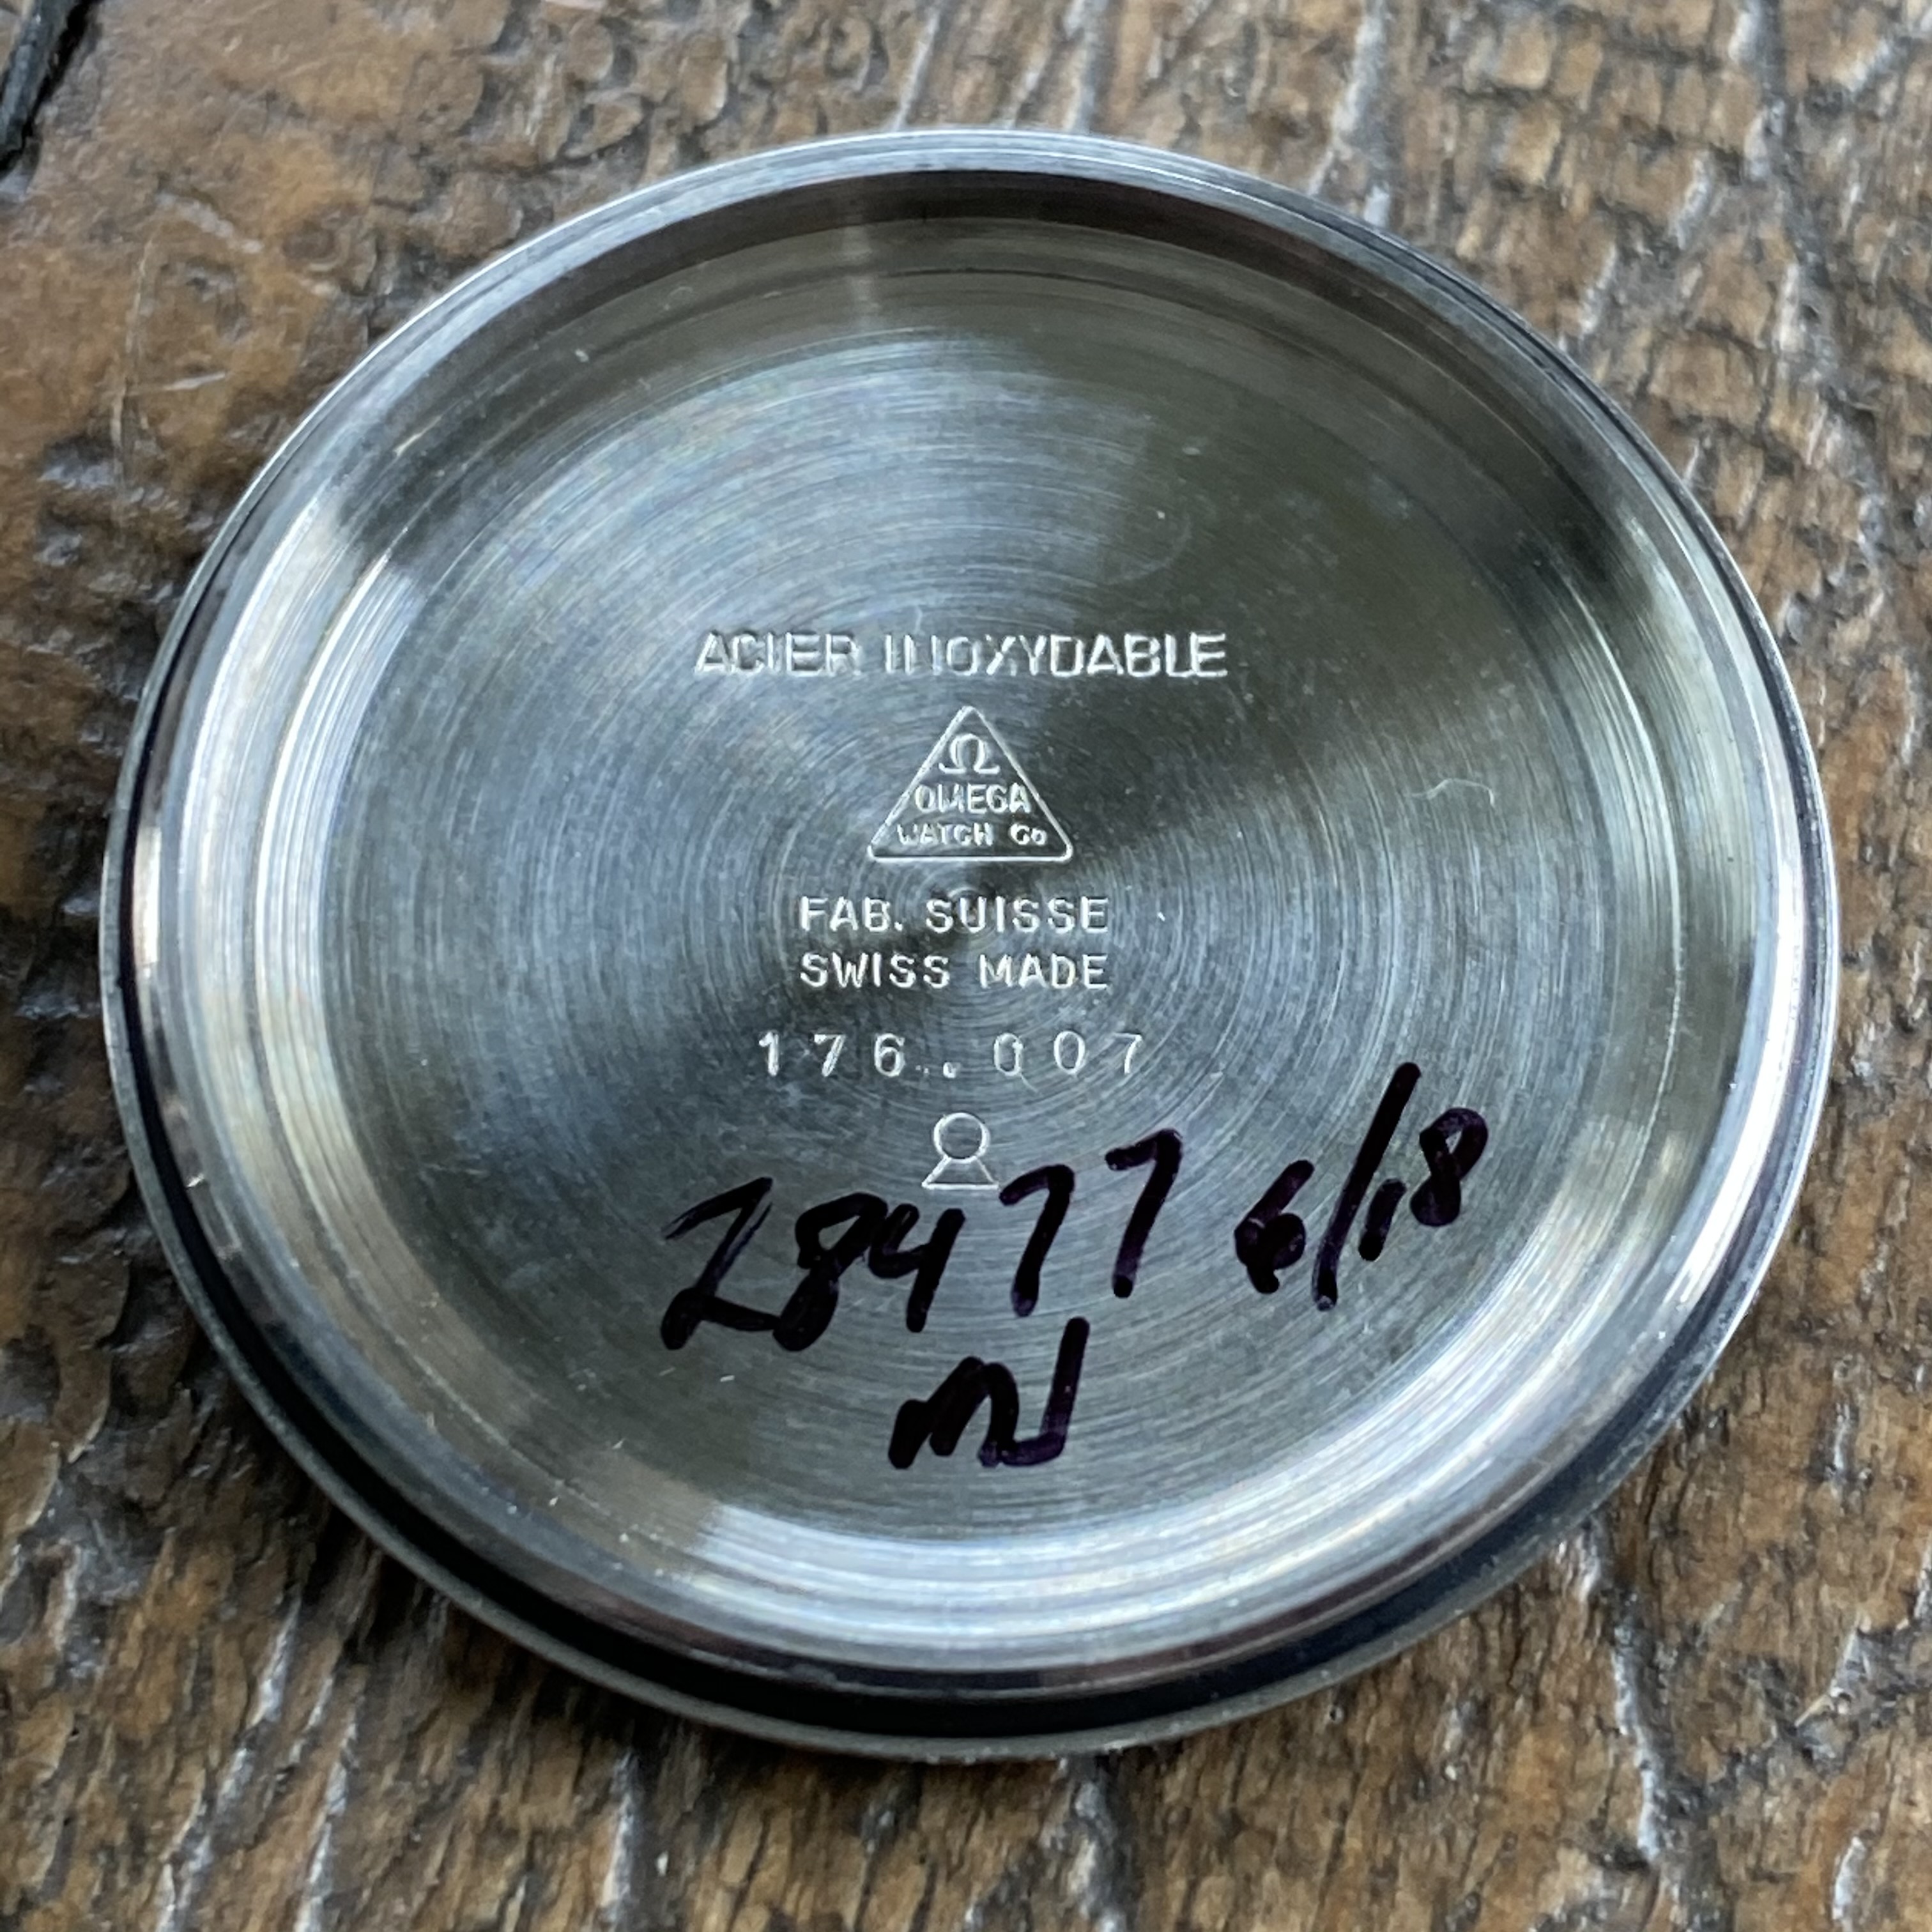 ACIER INOXYDABLE
Ω
OMEGA
WATCH Co
FAB. SUISSE
SWISS MADE
176.007
28477 6/18